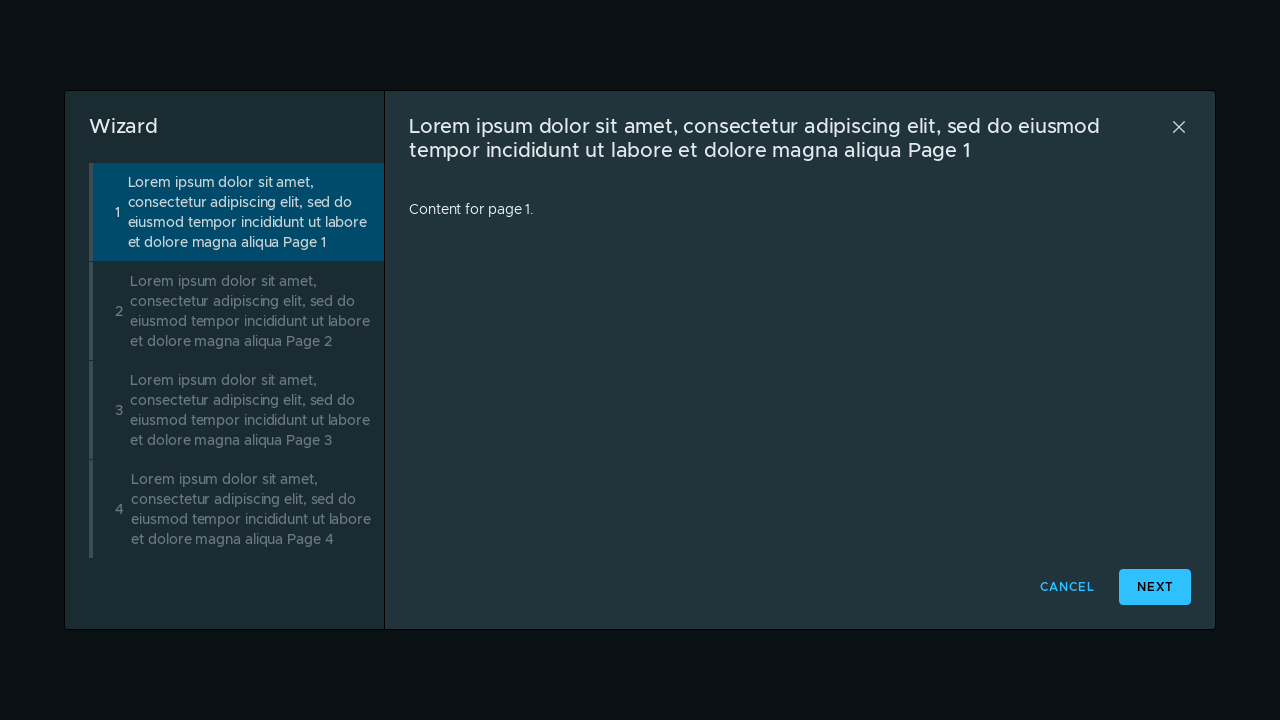 Wizard
1
Lorem ipsum dolor sit amet,
consectetur adipiscing elit, sed do
eiusmod tempor incididunt ut labore
et dolore magna aliqua Page 1
2
Lorem ipsum dolor sit amet,
consectetur adipiscing elit, sed do
eiusmod tempor incididunt ut labore
et dolore magna aliqua Page 2
3
Lorem ipsum dolor sit amet,
consectetur adipiscing elit, sed do
eiusmod tempor incididunt ut labore
et dolore magna aliqua Page 3
4
Lorem ipsum dolor sit amet,
consectetur adipiscing elit, sed do
eiusmod tempor incididunt ut labore
et dolore magna aliqua Page 4
Lorem ipsum dolor sit amet, consectetur adipiscing elit, sed do eiusmod
tempor incididunt ut labore et dolore magna aliqua Page 1
Content for page 1.
CANCEL
NEXT